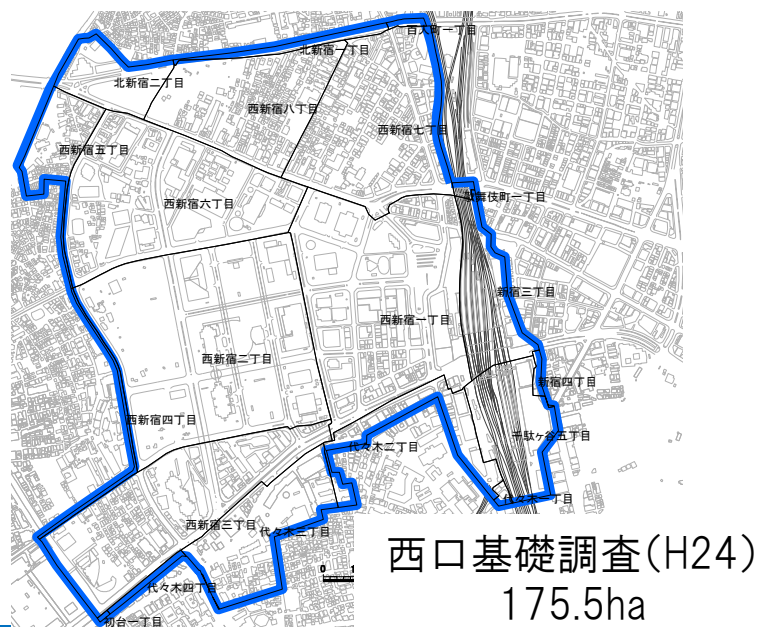 百人町一丁目
北新宿一丁目
北新宿二丁目
西新宿八丁目
西新宿七丁目
西新宿五丁目
歌舞伎町一丁目
西新宿六丁目
新宿三丁目
西新宿一丁目
西新宿二丁目
新宿四丁目
西新宿四丁目
千駄ヶ谷五丁目
代々木二丁目
代々木一丁目
西新宿三丁目
代々木三丁目
代々木四丁目
初台一丁目
0
西口基礎調査(H24)
175.5ha